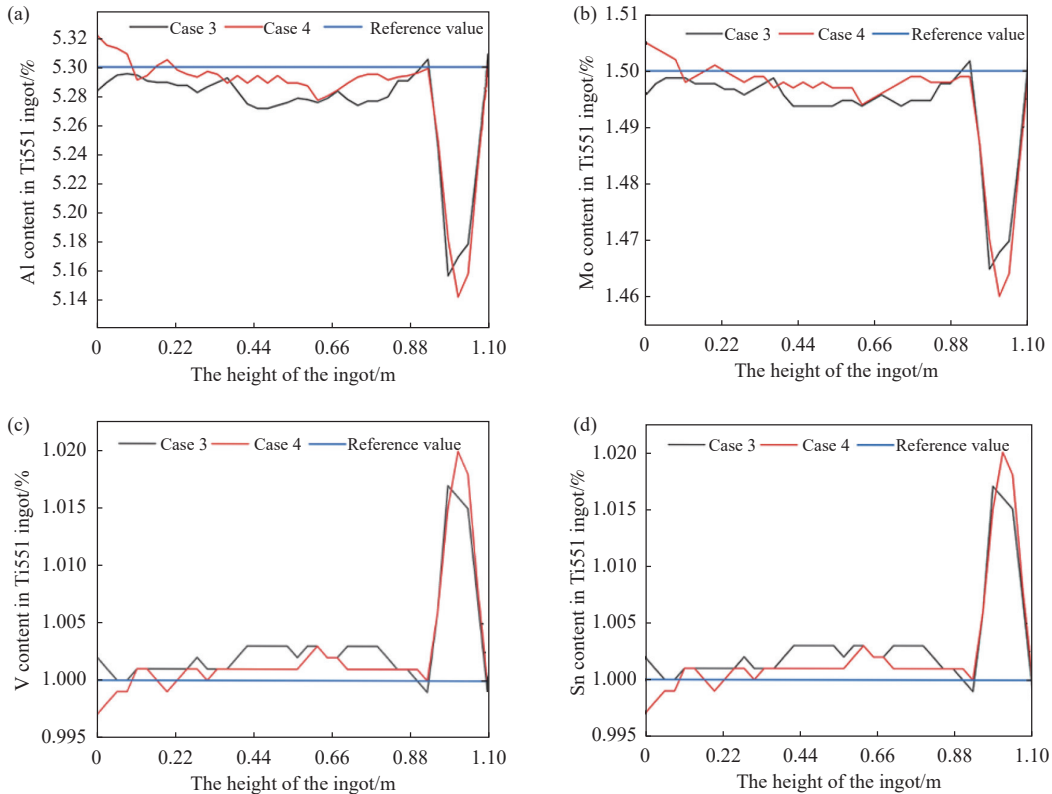 (a)
Case 3 Case 4 Reference value
5.32
5.30
5.28
5.26
5.24
5.22
5.20
5.18
5.16
5.14
Al content in Ti551 ingot/%
0 0.22 0.44 0.66 0.88 1.10
The height of the ingot/m
(b)
Case 3 Case 4 Reference value
1.51
1.50
1.49
1.48
1.47
1.46
Mo content in Ti551 ingot/%
0 0.22 0.44 0.66 0.88 1.10
The height of the ingot/m
(c)
Case 3 Case 4 Reference value
1.020
1.015
1.010
1.005
1.000
0.995
V content in Ti551 ingot/%
0 0.22 0.44 0.66 0.88 1.10
The height of the ingot/m
(d)
Case 3 Case 4 Reference value
1.020
1.015
1.010
1.005
1.000
0.995
Sn content in Ti551 ingot/%
0 0.22 0.44 0.66 0.88 1.10
The height of the ingot/m